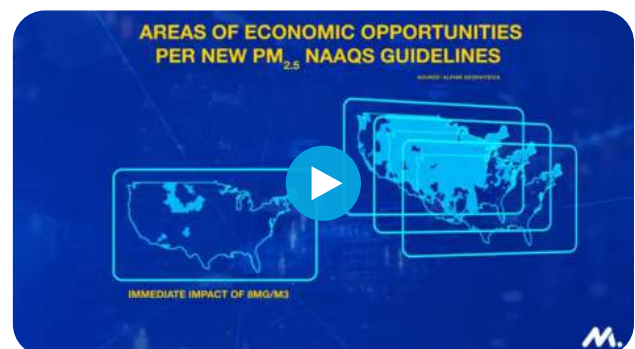 AREAS OF ECONOMIC OPPORTUNITIES
PER NEW PM2.5 NAAQS GUIDELINES
SOURCE: ALPINE GEOPHYSICS
IMMEDIATE IMPACT OF 8MG/M3
M.